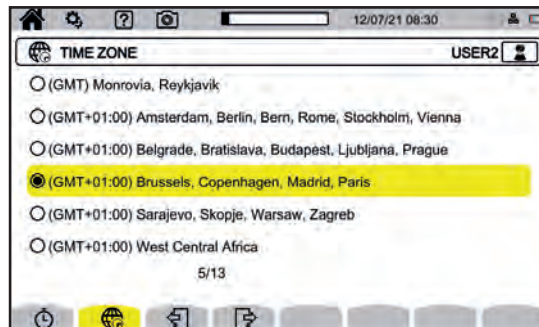 12/07/21 08:30
TIME ZONE
USER2
(GMT) Monrovia, Reykjavik
(GMT+01:00) Amsterdam, Berlin, Bern, Rome, Stockholm, Vienna
(GMT+01:00) Belgrade, Bratislava, Budapest, Ljubljana, Prague
(GMT+01:00) Brussels, Copenhagen, Madrid, Paris
(GMT+01:00) Sarajevo, Skopje, Warsaw, Zagreb
(GMT+01:00) West Central Africa
5/13